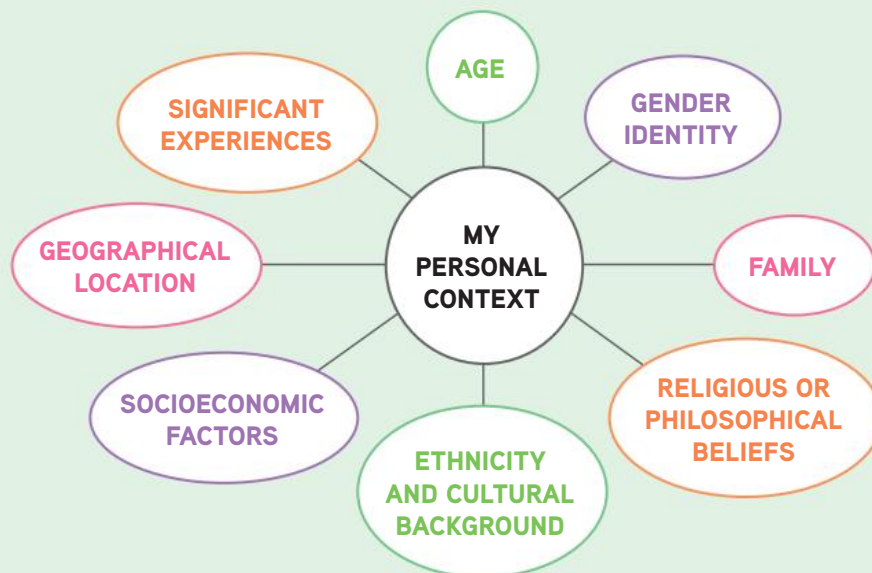 AGE
GENDER
IDENTITY
SIGNIFICANT
EXPERIENCES
MY
PERSONAL
CONTEXT
GEOGRAPHICAL
LOCATION
FAMILY
SOCIOECONOMIC
FACTORS
RELIGIOUS OR
PHILOSOPHICAL
BELIEFS
ETHNICITY
AND CULTURAL
BACKGROUND